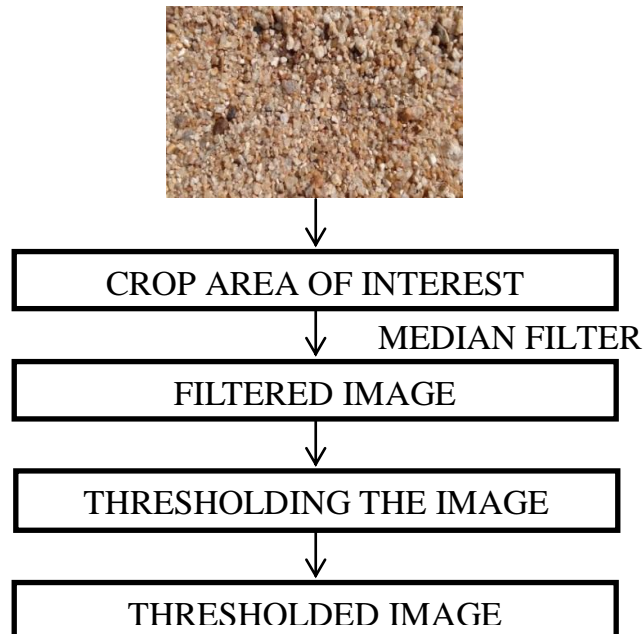 CROP AREA OF INTEREST
MEDIAN FILTER
FILTERED IMAGE
THRESHOLDING THE IMAGE
THRESHOLDED IMAGE